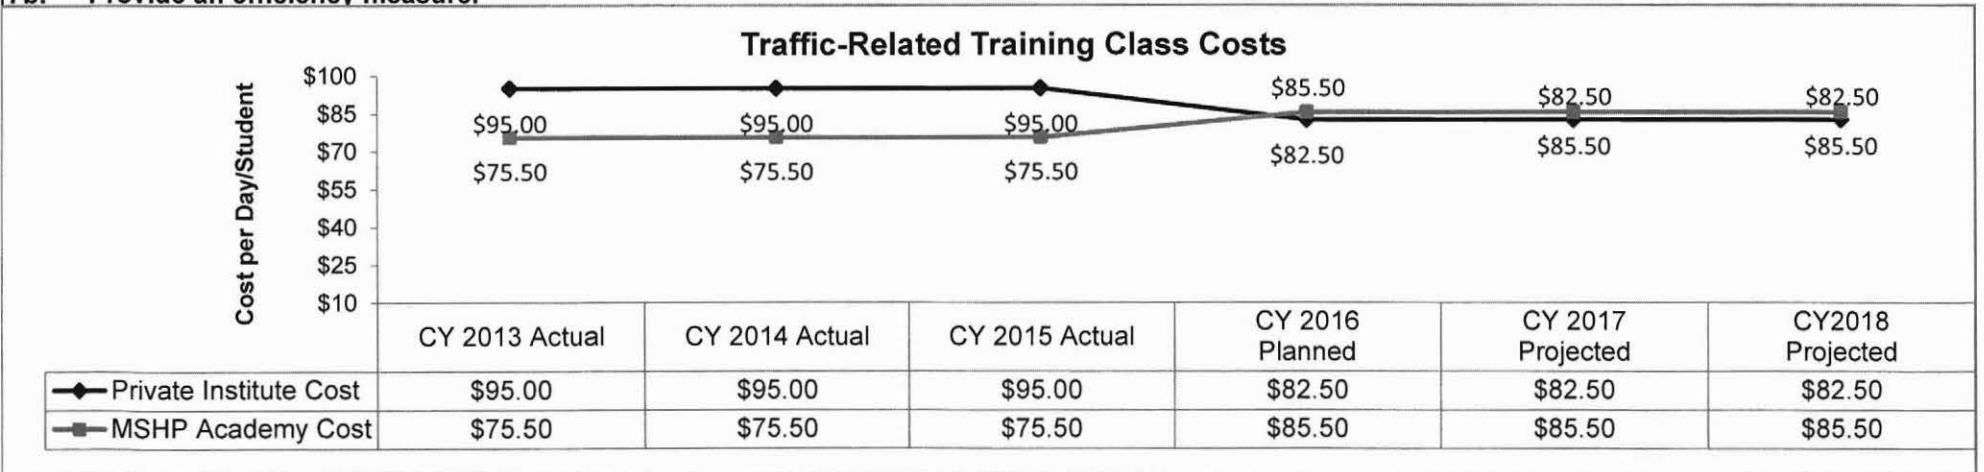 Traffic-Related Training Class Costs
Cost per Day/Student
$100
$85
$70
$55
$40
$25
$10
$95.00
$95.00
$95.00
$85.50
$82.50
$82.50
$75.50
$75.50
$75.50
$82.50
$85.50
$85.50
CY 2013 Actual
CY 2014 Actual
CY 2015 Actual
CY 2016
Planned
CY 2017
Projected
CY2018
Projected
Private Institute Cost $95.00 $95.00 $95.00 $82.50 $82.50 $82.50
MSHP Academy Cost $75.50 $75.50 $75.50 $85.50 $85.50 $85.50